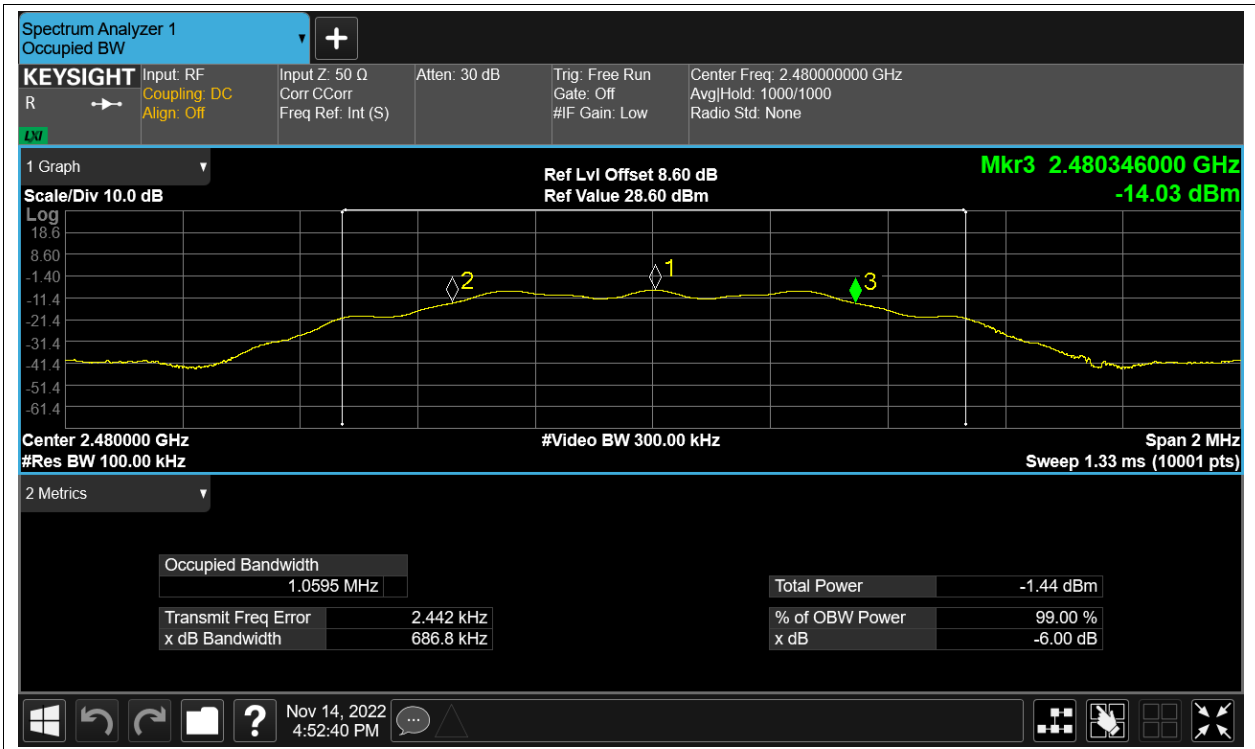 Spectrum Analyzer 1
Occupied BW
KEYSIGHT
R
LXI
Input: RF
Coupling: DC
Align: Off
Input Z: 50 Ω
Corr CCorr
Freq Ref: Int (S)
Atten: 30 dB
Trig: Free Run
Gate: Off
#IF Gain: Low
Center Freq: 2.480000000 GHz
Avg|Hold: 1000/1000
Radio Std: None
1 Graph
Scale/Div 10.0 dB
Ref Lvl Offset 8.60 dB
Ref Value 28.60 dBm
Mkr3 2.480346000 GHz
-14.03 dBm
Log
18.6
8.60
-1.40
-11.4
-21.4
-31.4
-41.4
-51.4
-61.4
2
1
3
Center 2.480000 GHz
#Video BW 300.00 kHz
Span 2 MHz
#Res BW 100.00 kHz
Sweep 1.33 ms (10001 pts)
2 Metrics
Occupied Bandwidth
1.0595 MHz
Transmit Freq Error 2.442 kHz
x dB Bandwidth 686.8 kHz
Total Power -1.44 dBm
% of OBW Power 99.00 %
x dB -6.00 dB
?
Nov 14, 2022
4:52:40 PM